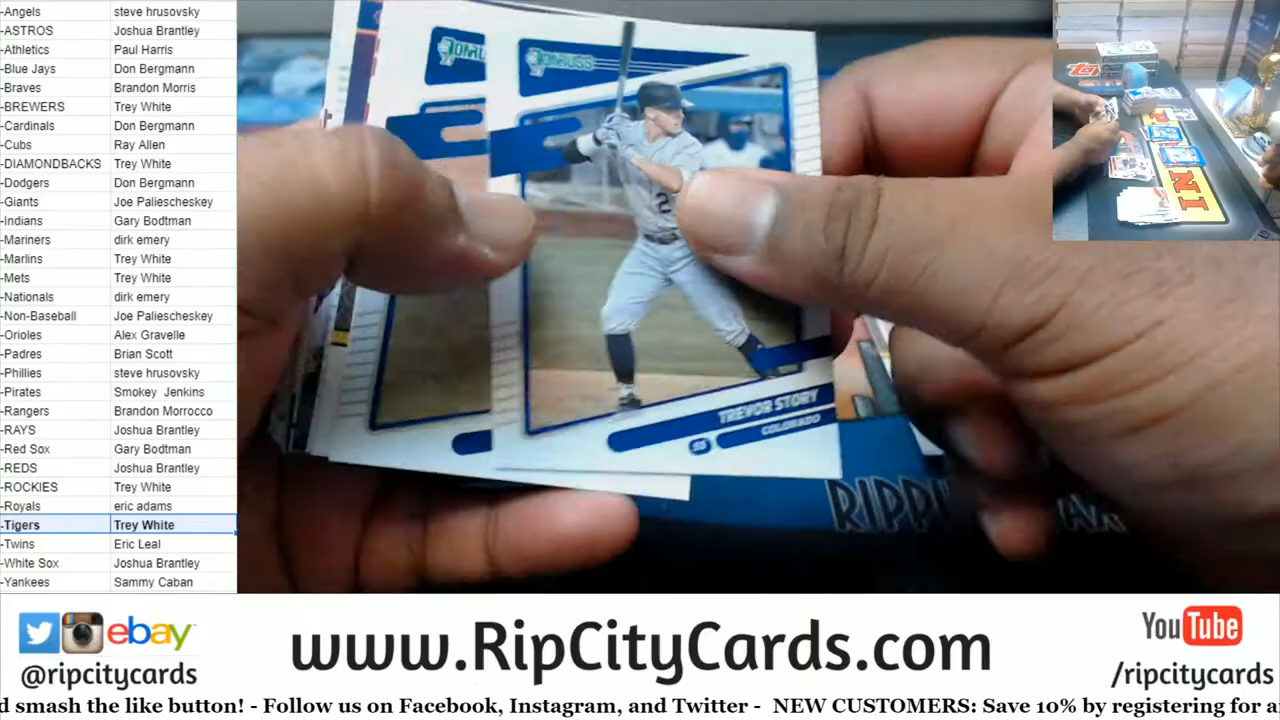 -Angels steve hrusovsky
-ASTROS Joshua Brantley
-Athletics Paul Harris
-Blue Jays Don Bergmann
-Braves Brandon Morris
-BREWERS Trey White
-Cardinals Don Bergmann
-Cubs Ray Allen
-DIAMONDBACKS Trey White
-Dodgers Don Bergmann
-Giants Joe Paliescheskey
-Indians Gary Bodtman
-Mariners dirk emery
-Marlins Trey White
-Mets Trey White
-Nationals dirk emery
-Non-Baseball Joe Paliescheskey
-Orioles Alex Gravelle
-Padres Brian Scott
-Phillies steve hrusovsky
-Pirates Smokey Jenkins
-Rangers Brandon Morrocco
-RAYS Joshua Brantley
-Red Sox Gary Bodtman
-REDS Joshua Brantley
-ROCKIES Trey White
-Royals eric adams
-Tigers Trey White
-Twins Eric Leal
-White Sox Joshua Brantley
-Yankees Sammy Caban
DONRUSS
2
TREVOR STORY
SS COLORADO
ebay
@ripcitycards
www.RipCityCards.com
YouTube
/ripcitycards
d smash the like button! - Follow us on Facebook, Instagram, and Twitter - NEW CUSTOMERS: Save 10% by registering for a